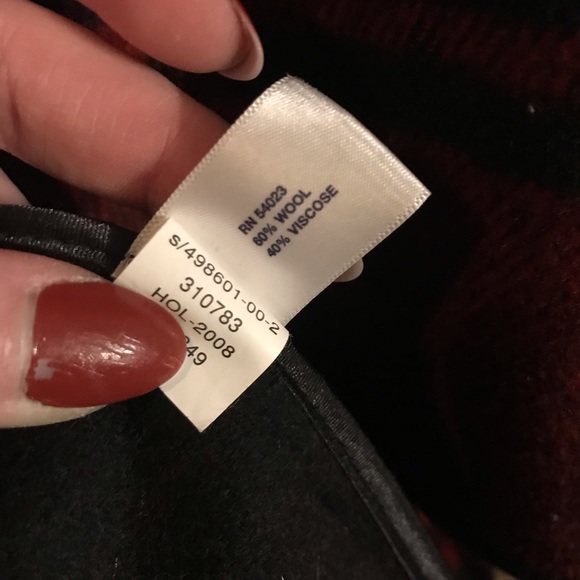 RN 54023
60% WOOL
40% VISCOSE
S/498601-00-2
310783
HOL-2008